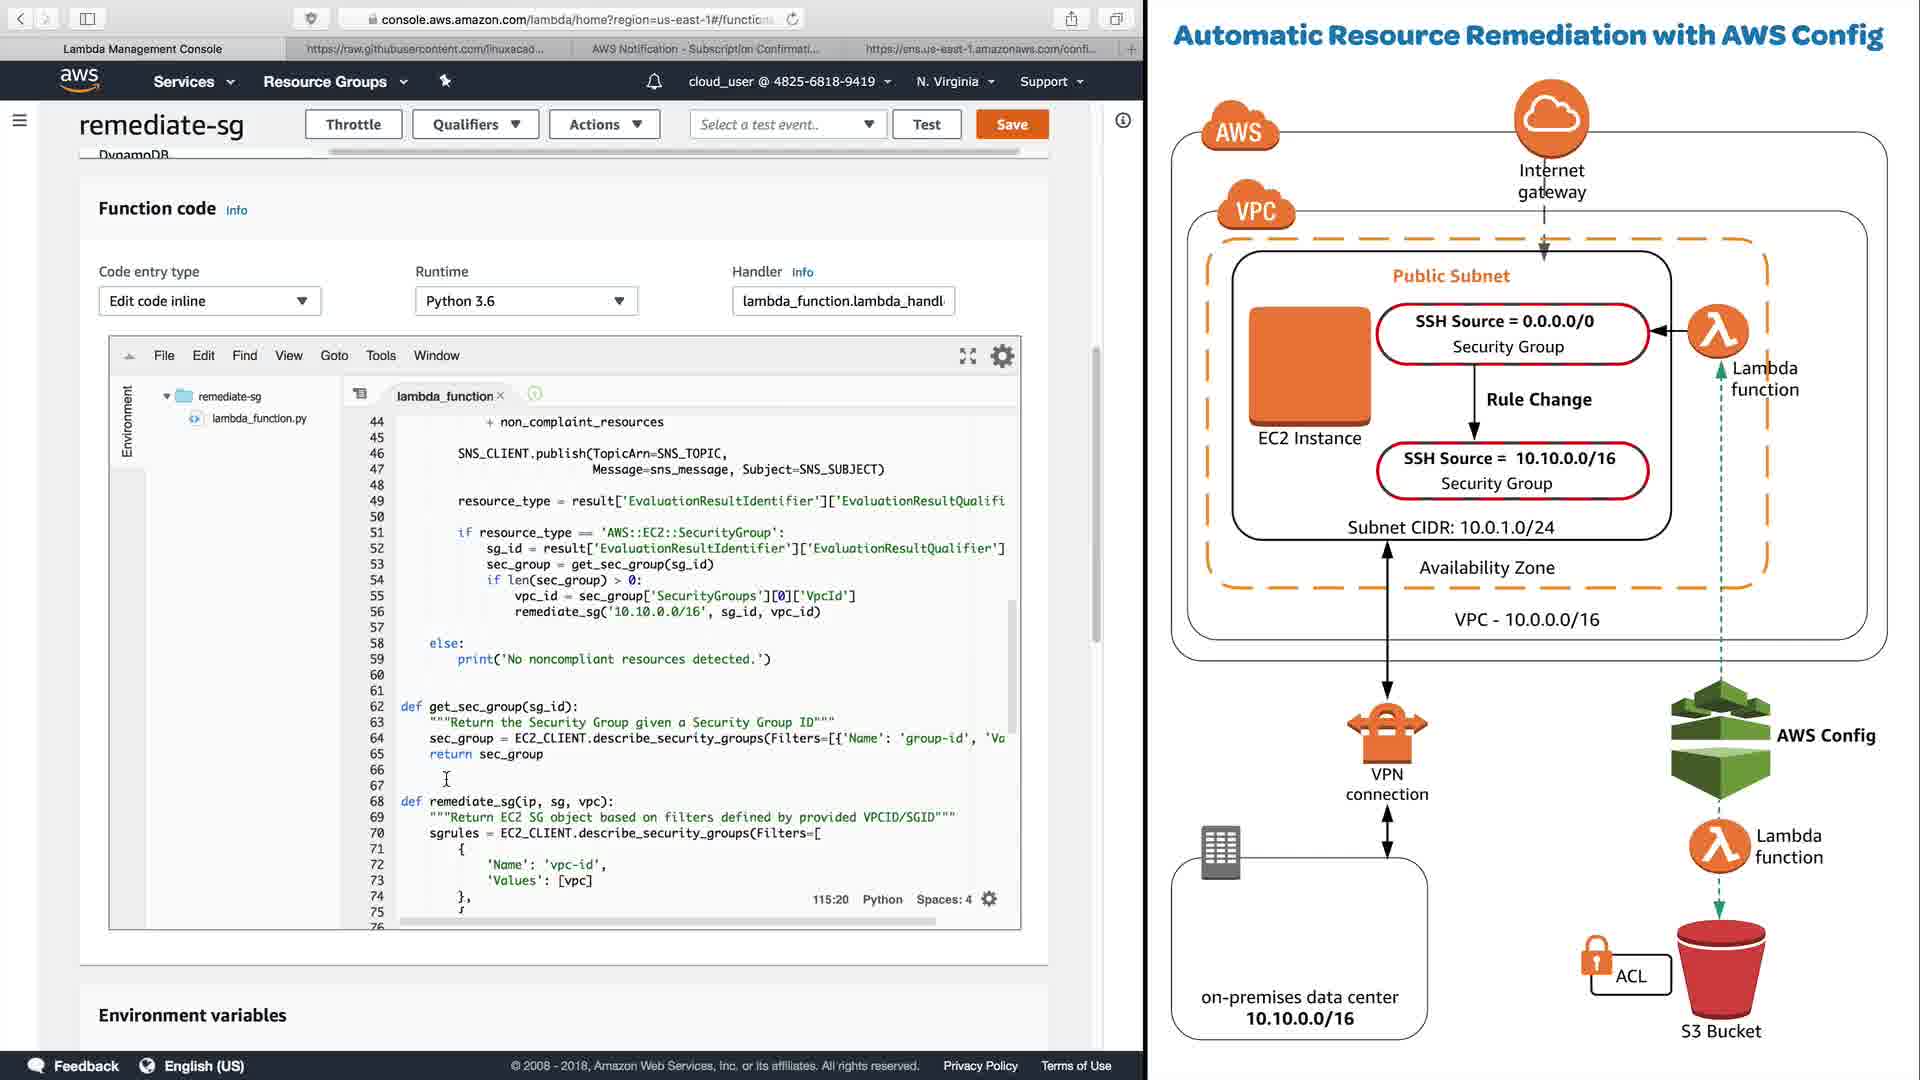 console.aws.amazon.com/lambda/home?region=us-east-1#/function
Lambda Management Console
https://raw.githubusercontent.com/linuxacad...
AWS Notification - Subscription Confirmati...
https://sns.us-east-1.amazonaws.com/confi...
aws
Services
Resource Groups
cloud_user @ 4825-6818-9419
N. Virginia
Support
remediate-sg
Throttle
Qualifiers
Actions
Select a test event..
Test
Save
DynamoDB
Function code Info
Code entry type
Runtime
Handler Info
Edit code inline
Python 3.6
lambda_function.lambda_handl
File Edit Find View Goto Tools Window
Environment
remediate-sg
lambda_function.py
lambda_function ×
44 + non_complaint_resources
45
46 SNS_CLIENT.publish(TopicArn=SNS_TOPIC,
47 Message=sns_message, Subject=SNS_SUBJECT)
48
49 resource_type = result['EvaluationResultIdentifier']['EvaluationResultQualifi
50
51 if resource_type == 'AWS::EC2::SecurityGroup':
52 sg_id = result['EvaluationResultIdentifier']['EvaluationResultQualifier']
53 sec_group = get_sec_group(sg_id)
54 if len(sec_group) > 0:
55 vpc_id = sec_group['SecurityGroups'][0]['VpcId']
56 remediate_sg('10.10.0.0/16', sg_id, vpc_id)
57
58 else:
59 print('No noncompliant resources detected.')
60
61
62 def get_sec_group(sg_id):
63 """Return the Security Group given a Security Group ID"""
64 sec_group = EC2_CLIENT.describe_security_groups(Filters=[{'Name': 'group-id', 'Va
65 return sec_group
66
67
68 def remediate_sg(ip, sg, vpc):
69 """Return EC2 SG object based on filters defined by provided VPCID/SGID"""
70 sgrules = EC2_CLIENT.describe_security_groups(Filters=[
71 {
72 'Name': 'vpc-id',
73 'Values': [vpc]
74 },
75 {
76
115:20 Python Spaces: 4
Environment variables
Feedback
English (US)
© 2008 - 2018, Amazon Web Services, Inc. or its affiliates. All rights reserved.
Privacy Policy
Terms of Use
Automatic Resource Remediation with AWS Config
AWS
Internet
gateway
VPC
Public Subnet
SSH Source = 0.0.0.0/0
Security Group
Lambda
function
Rule Change
EC2 Instance
SSH Source = 10.10.0.0/16
Security Group
Subnet CIDR: 10.0.1.0/24
Availability Zone
VPC - 10.0.0.0/16
AWS Config
VPN
connection
Lambda
function
on-premises data center
10.10.0.0/16
ACL
S3 Bucket